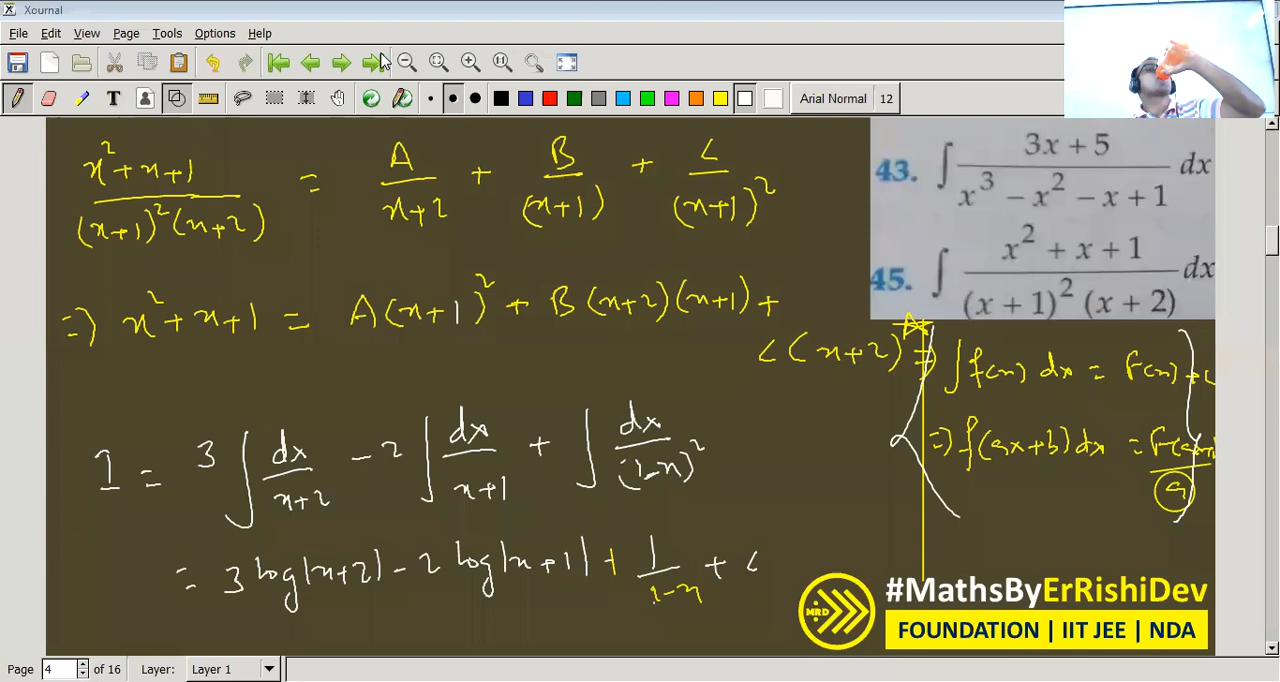 Xournal
File Edit View Page Tools Options Help
Arial Normal 12
x²+x+1/(x+1)²(x+2) = A/x+2 + B/(x+1) + C/(x+1)²
⇒ x²+x+1 = A(x+1)² + B(x+2)(x+1) +
C(x+2)
I = 3∫dx/x+2 - 2∫dx/x+1 + ∫dx/(1-x)²
= 3 log|x+2| - 2 log|x+1| + 1/1-x + C
43. ∫ 3x + 5/x³ - x² - x + 1 dx
45. ∫ x² + x + 1/(x + 1)² (x + 2) dx
⇒ ∫f(x) dx = F(x)+C
⇒ ∫(ax+b) dx = F(ax+b/a
MRD
#MathsByErRishiDev
FOUNDATION | IIT JEE | NDA
Page 4 of 16 Layer: Layer 1